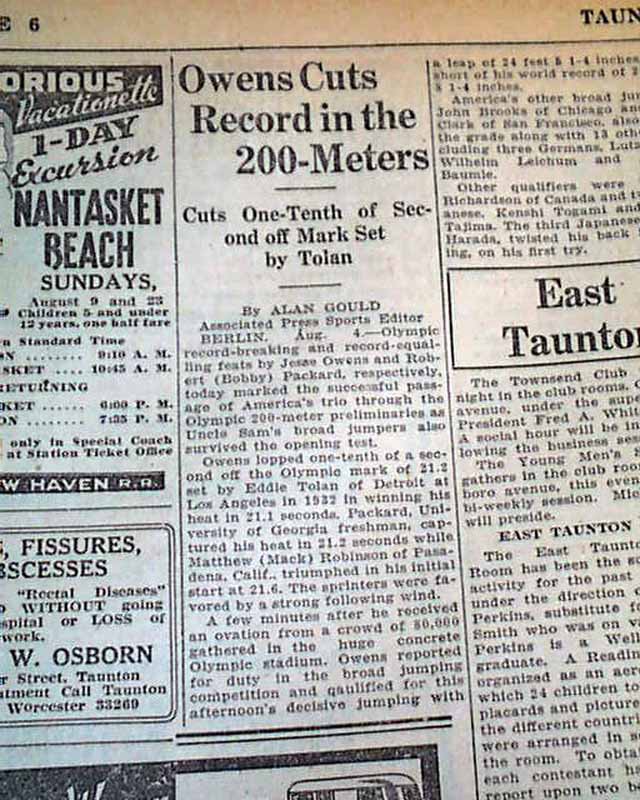 E 6
TAUN
ORIOUS
Vacationette
1-DAY
Excursion
NANTASKET
BEACH
SUNDAYS,
August 9 and 23
Children 5 and under
12 years, one half fare
n Standard Time
ON ........ 9:10 A. M.
SKET .... 10:45 A. M.
RETURNING
KET ...... 6:00 P. M.
ON ........ 7:35 P. M.
only in Special Coach
at Station Ticket Office
W HAVEN R.R.
, FISSURES,
BSCESSES
"Rectal Diseases"
WITHOUT going
spital or LOSS of
work.
W. OSBORN
r Street, Taunton
atment Call Taunton
Worcester 33269
Owens Cuts
Record in the
200-Meters
Cuts One-Tenth of Sec-
ond off Mark Set
by Tolan
By ALAN GOULD
Associated Press Sports Editor
BERLIN, Aug. 4.—Olympic
record-breaking and record-equal-
ling feats by Jesse Owens and Rob-
ert (Bobby) Packard, respectively,
today marked the successful pass-
age of America's trio through the
Olympic 200-meter preliminaries as
Uncle Sam's broad jumpers also
survived the opening test.
Owens lopped one-tenth of a sec-
ond off the Olympic mark of 21.2
set by Eddie Tolan of Detroit at
Los Angeles in 1932 in winning his
heat in 21.1 seconds. Packard, Uni-
versity of Georgia freshman, cap-
tured his heat in 21.2 seconds while
Matthew (Mack) Robinson of Pasa-
dena, Calif., triumphed in his initial
start at 21.6. The sprinters were fa-
vored by a strong following wind.
A few minutes after he received
an ovation from a crowd of 80,000
gathered in the huge concrete
Olympic stadium. Owens reported
for duty in the broad jumping
competition and qaulified for this
afternoon's decisive jumping with
a leap of 24 feet 5 1-4 inches
short of his world record of 2
8 1-4 inches.
America's other broad jum
John Brooks of Chicago and
Clark of San Francisco, also
the grade along with 13 othe
cluding three Germans, Lutz
Wilhelm Leichum and
Baumle.
Other qualifiers were
Richardson of Canada and tw
anese, Kenshi Togami and
Tajima. The third Japanese
Harada, twisted his back
ing, on his first try.
East
Taunton
The Townsend Club
night in the club rooms,
avenue, under the supe
President Fred A. Whi
A social hour will be in
lowing the business ses
The Young Men's S
gathers in the club roo
boro avenue, this even
bi-weekly session. Mi
will preside.
EAST TAUNTON
The East Taunto
Room has been the sc
activity for the past
under the direction o
Perkins, substitute f
Smith who was on va
Perkins is a Well
graduate. A Readin
organized as an aer
which 24 children to
placards and picture
the different countri
were arranged in s
the room. To obta
each contestant h
report upon two b